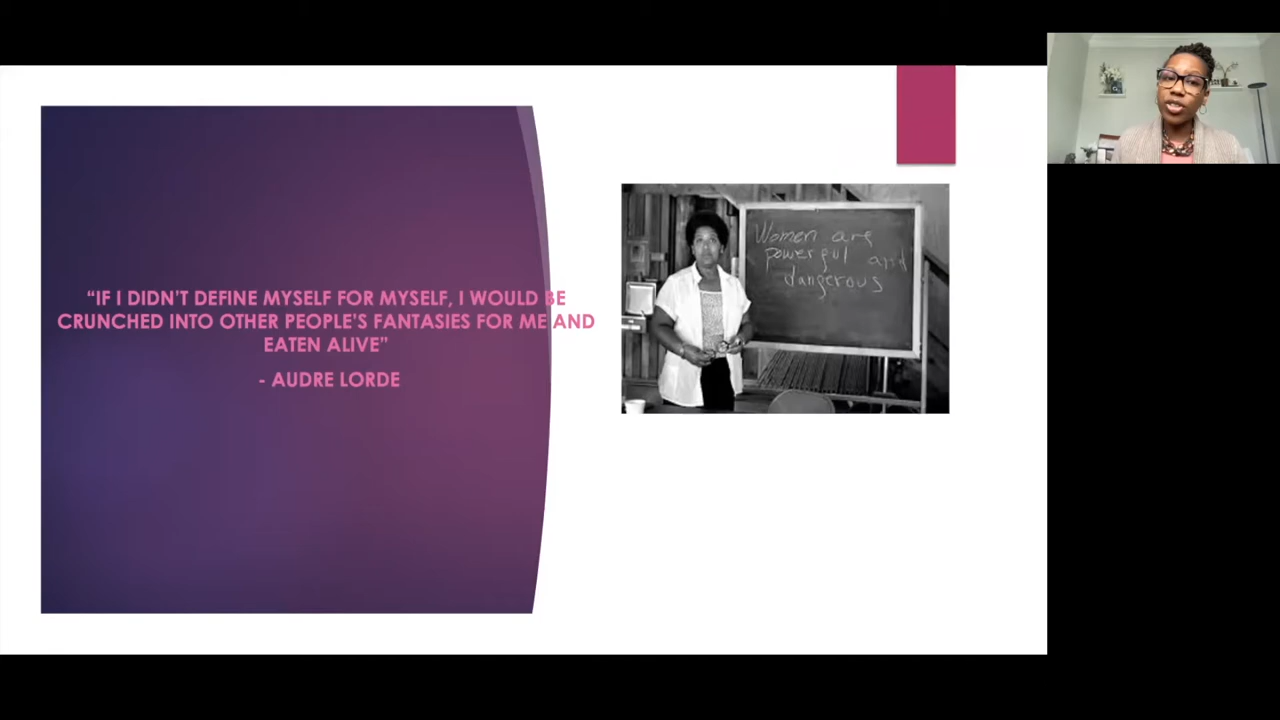 “IF I DIDN’T DEFINE MYSELF FOR MYSELF, I WOULD BE
CRUNCHED INTO OTHER PEOPLE’S FANTASIES FOR ME AND
EATEN ALIVE”
- AUDRE LORDE
Women are
powerful and
dangerous